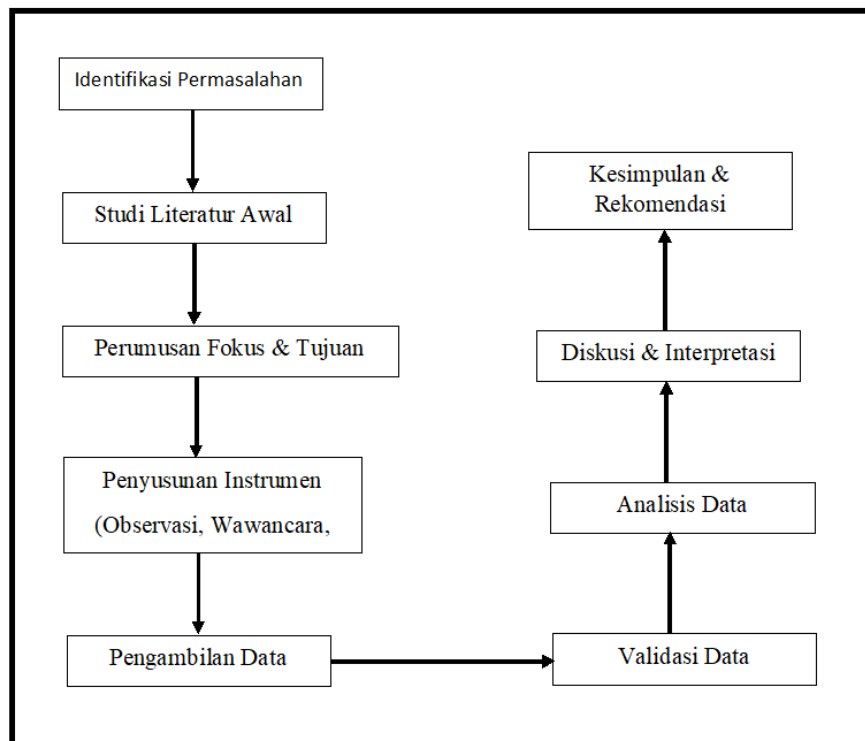 Identifikasi Permasalahan
Studi Literatur Awal
Perumusan Fokus & Tujuan
Penyusunan Instrumen
(Observasi, Wawancara,
Pengambilan Data
Validasi Data
Analisis Data
Diskusi & Interpretasi
Kesimpulan &
Rekomendasi